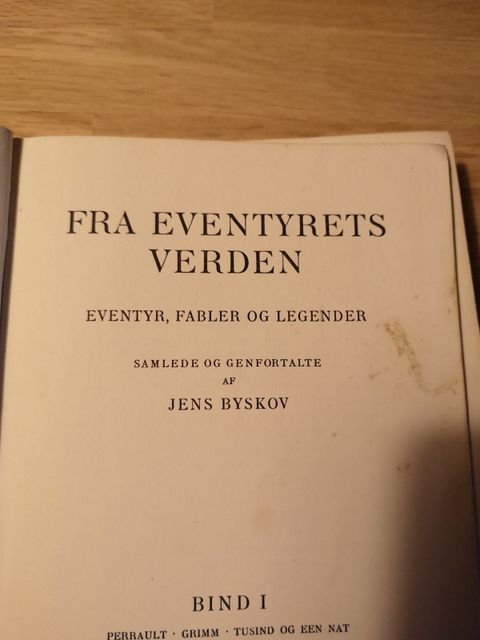 FRA EVENTYRETS
VERDEN
EVENTYR, FABLER OG LEGENDER
SAMLEDE OG GENFORTALTE
AF
JENS BYSKOV
BIND I
PERRAULT · GRIMM · TUSIND OG EEN NAT